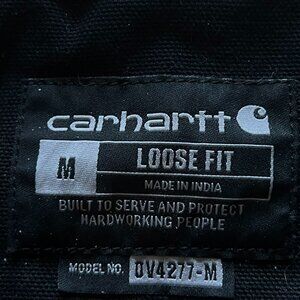 carhartt
M LOOSE FIT
MADE IN INDIA
BUILT TO SERVE AND PROTECT
HARDWORKING PEOPLE
MODEL NO. OV4277-M